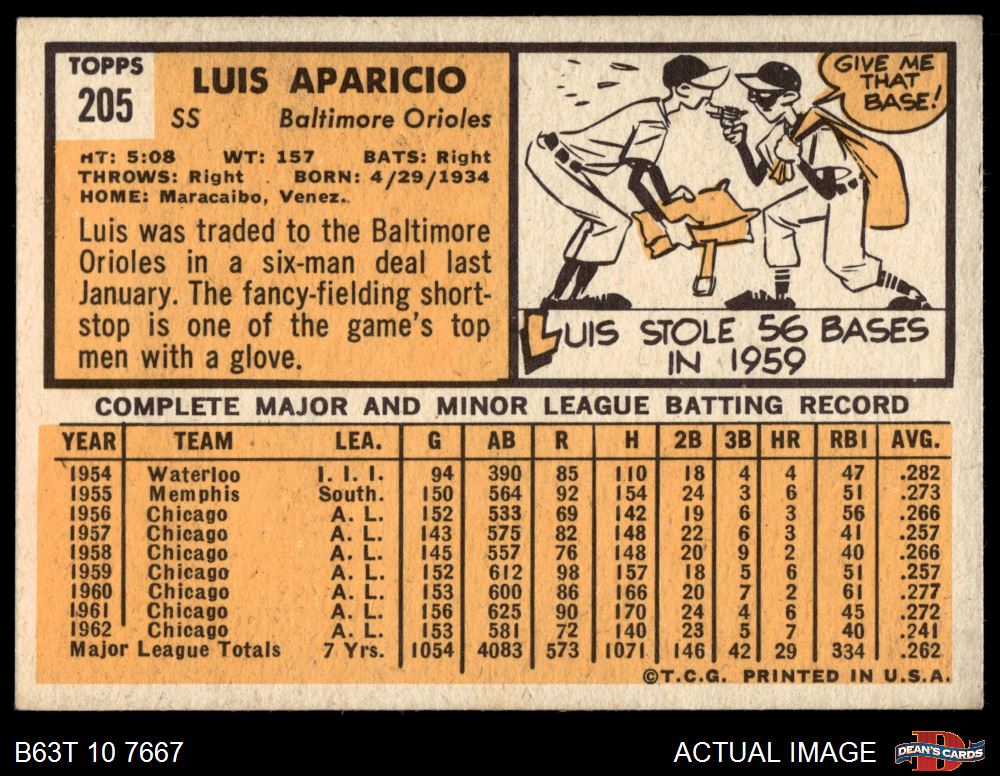 TOPPS
205
LUIS APARICIO
SS Baltimore Orioles
HT: 5:08 WT: 157 BATS: Right
THROWS: Right BORN: 4/29/1934
HOME: Maracaibo, Venez.
Luis was traded to the Baltimore
Orioles in a six-man deal last
January. The fancy-fielding short-
stop is one of the game's top
men with a glove.
GIVE ME
THAT
BASE!
LUIS STOLE 56 BASES
IN 1959
COMPLETE MAJOR AND MINOR LEAGUE BATTING RECORD
YEAR TEAM LEA. G AB R H 2B 3B HR RBI AVG.
1954 Waterloo I. I. I. 94 390 85 110 18 4 4 47 .282
1955 Memphis South. 150 564 92 154 24 3 6 51 .273
1956 Chicago A. L. 152 533 69 142 19 6 3 56 .266
1957 Chicago A. L. 143 575 82 148 22 6 3 41 .257
1958 Chicago A. L. 145 557 76 148 20 9 2 40 .266
1959 Chicago A. L. 152 612 98 157 18 5 6 51 .257
1960 Chicago A. L. 153 600 86 166 20 7 2 61 .277
1961 Chicago A. L. 156 625 90 170 24 4 6 45 .272
1962 Chicago A. L. 153 581 72 140 23 5 7 40 .241
Major League Totals 7 Yrs. 1054 4083 573 1071 146 42 29 334 .262
©T.C.G. PRINTED IN U.S.A.
B63T 10 7667
ACTUAL IMAGE
DEAN'S CARDS